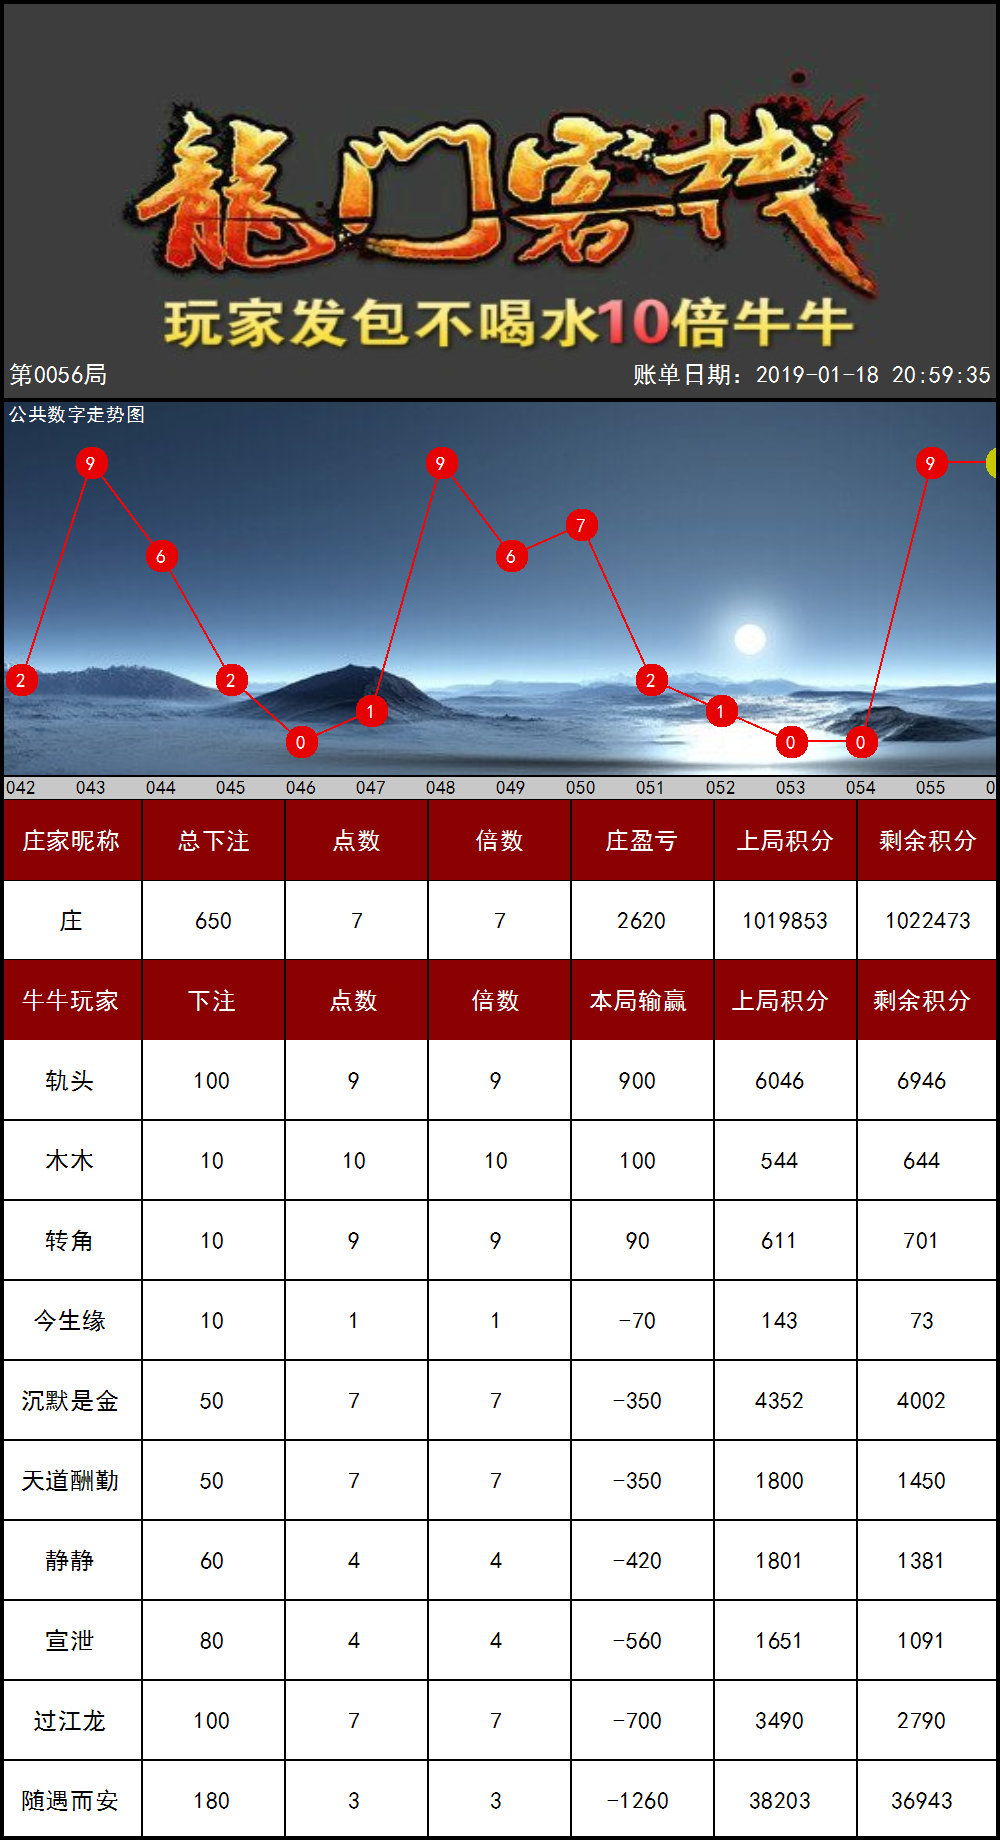 龍门客栈
玩家发包不喝水10倍牛牛
第0056局 账单日期：2019-01-18 20:59:35
公共数字走势图
9 9 9
7
6 6
2 2 2
1 1
0 0 0
042 043 044 045 046 047 048 049 050 051 052 053 054 055 0
庄家昵称 总下注 点数 倍数 庄盈亏 上局积分 剩余积分
庄 650 7 7 2620 1019853 1022473
牛牛玩家 下注 点数 倍数 本局输赢 上局积分 剩余积分
轨头 100 9 9 900 6046 6946
木木 10 10 10 100 544 644
转角 10 9 9 90 611 701
今生缘 10 1 1 -70 143 73
沉默是金 50 7 7 -350 4352 4002
天道酬勤 50 7 7 -350 1800 1450
静静 60 4 4 -420 1801 1381
宣泄 80 4 4 -560 1651 1091
过江龙 100 7 7 -700 3490 2790
随遇而安 180 3 3 -1260 38203 36943